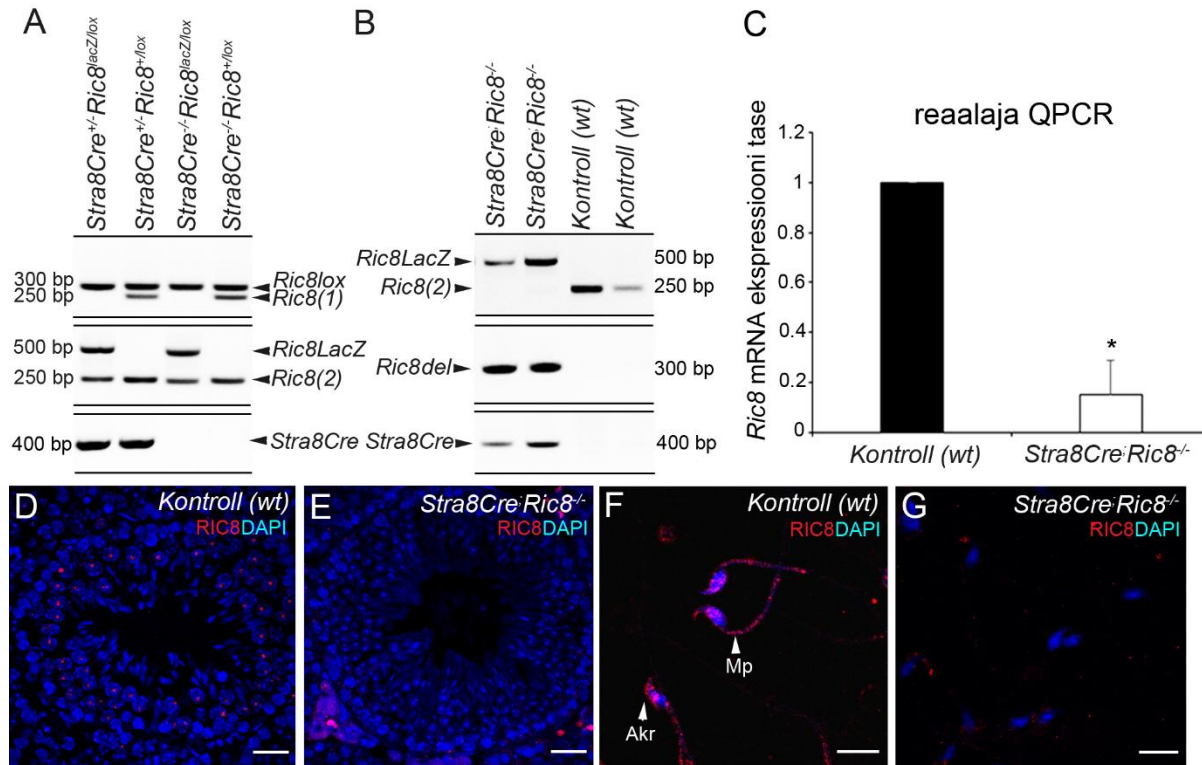 A
Stra8Cre+/-Ric8lacZ/lox
Stra8Cre+/-Ric8+/lox
Stra8Cre-/-Ric8lacZ/lox
Stra8Cre-/-Ric8+/lox
300 bp
250 bp
Ric8lox
Ric8(1)
500 bp
250 bp
Ric8LacZ
Ric8(2)
400 bp
Stra8Cre
B
Stra8Cre;Ric8-/-
Stra8Cre;Ric8-/-
Kontroll (wt)
Kontroll (wt)
Ric8LacZ
Ric8(2)
500 bp
250 bp
Ric8del
300 bp
Stra8Cre
400 bp
C
reaalaja QPCR
Ric8 mRNA ekspressiooni tase
1.2
1
0.8
0.6
0.4
0.2
0
*
Kontroll (wt)
Stra8Cre;Ric8-/-
D
Kontroll (wt)
RIC8DAPI
E
Stra8Cre;Ric8-/-
RIC8DAPI
F
Kontroll (wt)
RIC8DAPI
Mp
Akr
G
Stra8Cre;Ric8-/-
RIC8DAPI